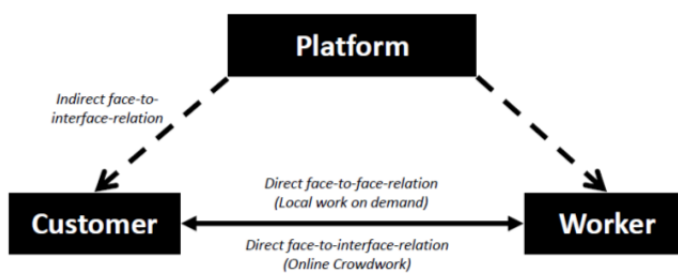 Platform
Indirect face-to-
interface-relation
Direct face-to-face-relation
(Local work on demand)
Customer
Worker
Direct face-to-interface-relation
(Online Crowdwork)